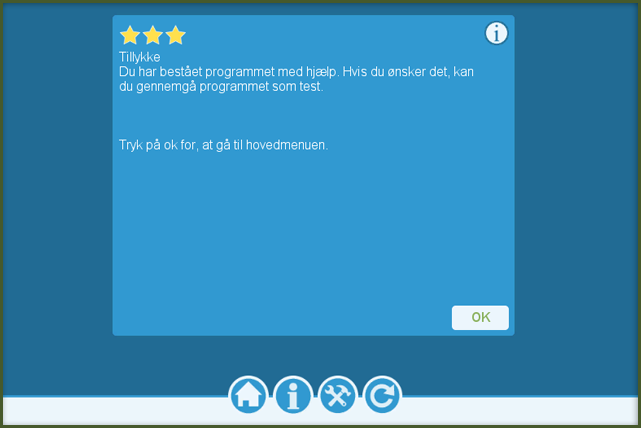 Tillykke
Du har bestået programmet med hjælp. Hvis du ønsker det, kan
du gennemgå programmet som test.
Tryk på ok for, at gå til hovedmenuen.
OK